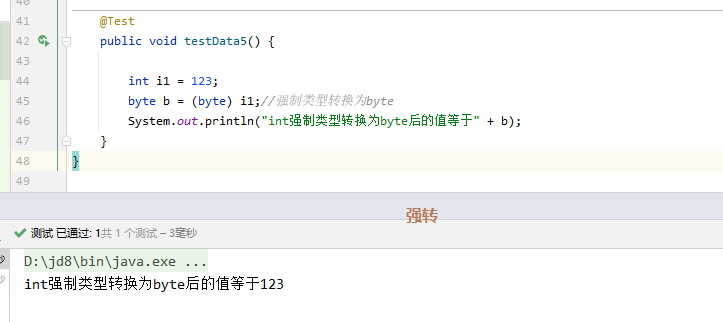 40
41 @Test
42 public void testData5() {
43
44 int i1 = 123;
45 byte b = (byte) i1;//强制类型转换为byte
46 System.out.println("int强制类型转换为byte后的值等于" + b);
47 }
48 }
49
强转
测试 已通过: 1共 1 个测试 – 3毫秒
D:\jd8\bin\java.exe ...
int强制类型转换为byte后的值等于123